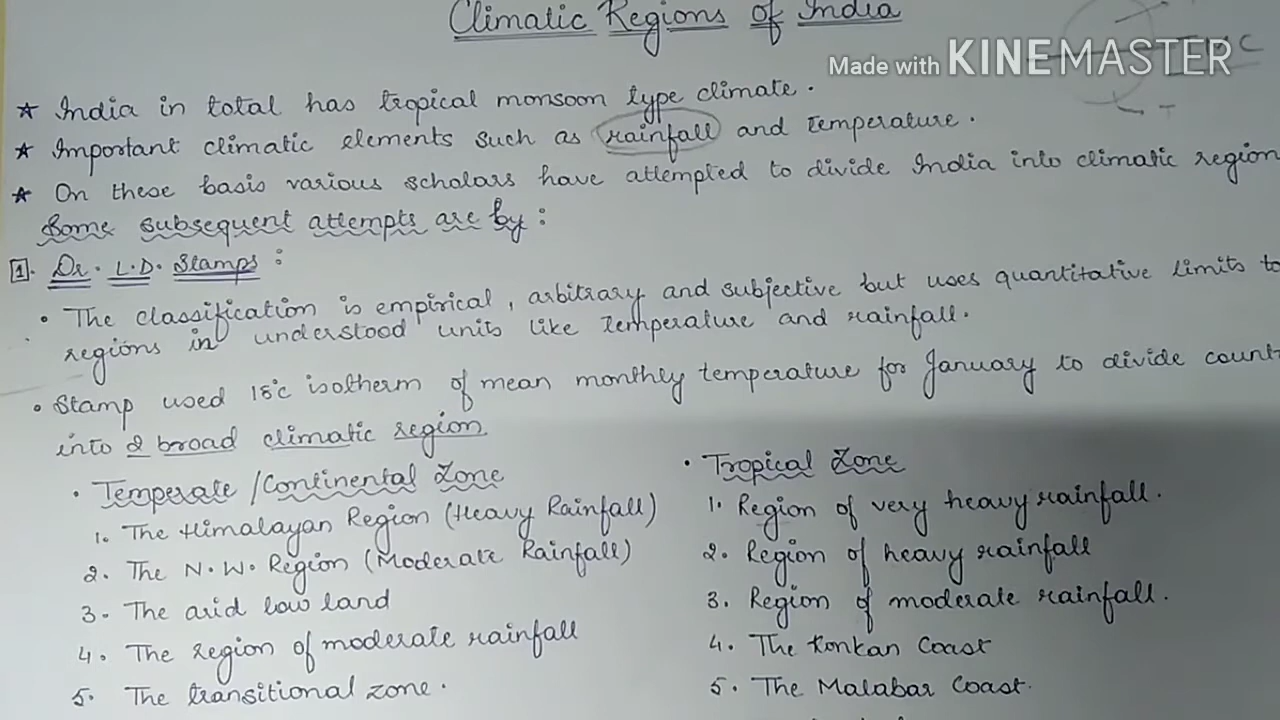 Climatic Regions of India
Made with KINEMASTER
★ India in total has tropical monsoon type climate.
★ Important climatic elements such as rainfall and temperature.
★ On these basis various scholars have attempted to divide India into climatic region
Some subsequent attempts are by:
1. Dr. L.D. Stamps:
• The classification is empirical, arbitrary and subjective but uses quantitative limits to
regions in understood units like temperature and rainfall.
• Stamp used 18°c isotherm of mean monthly temperature for January to divide count
into 2 broad climatic region
• Temperate/Continental Zone
1. The Himalayan Region (Heavy Rainfall)
2. The N.W. Region (Moderate Rainfall)
3. The arid low land
4. The region of moderate rainfall
5. The transitional zone.
• Tropical Zone
1. Region of very heavy rainfall.
2. Region of heavy rainfall
3. Region of moderate rainfall.
4. The Konkan Coast
5. The Malabar Coast.